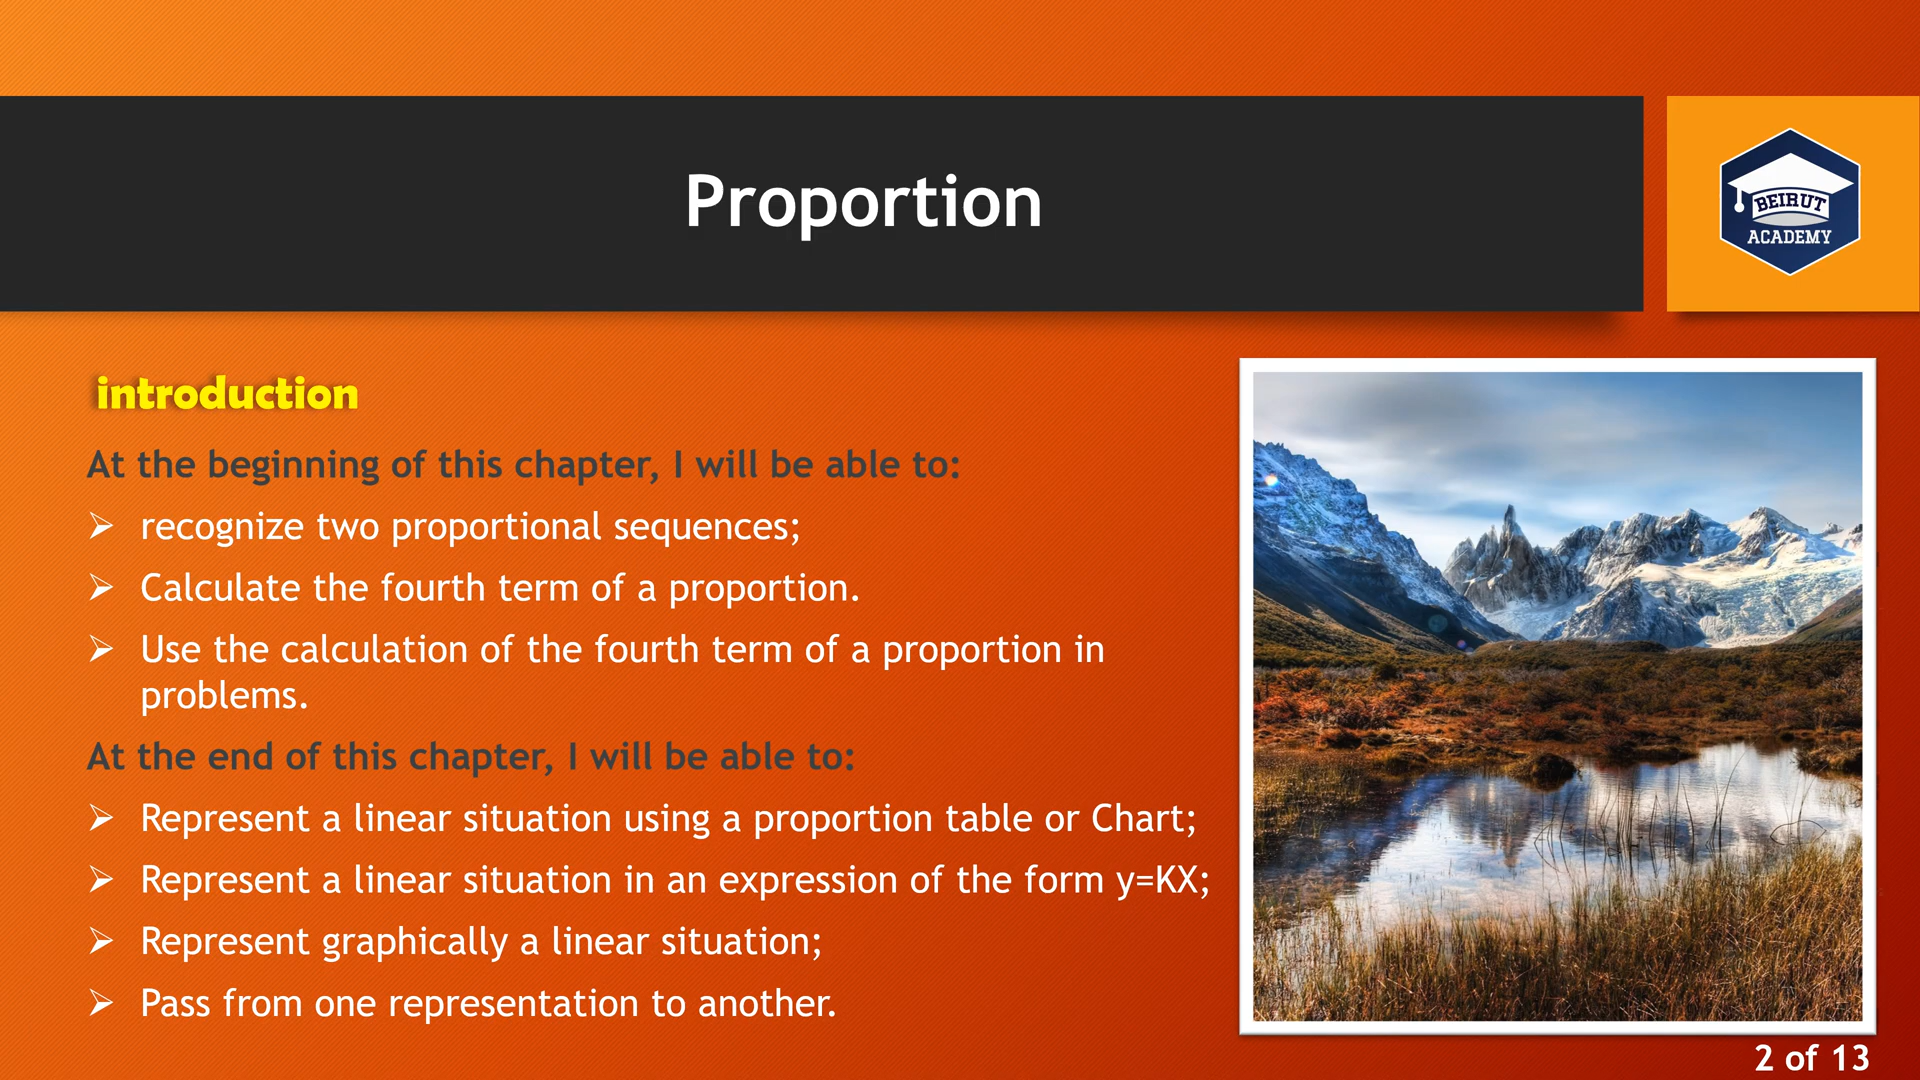 Proportion
BEIRUT
ACADEMY
introduction
At the beginning of this chapter, I will be able to:
recognize two proportional sequences;
Calculate the fourth term of a proportion.
Use the calculation of the fourth term of a proportion in
problems.
At the end of this chapter, I will be able to:
Represent a linear situation using a proportion table or Chart;
Represent a linear situation in an expression of the form y=KX;
Represent graphically a linear situation;
Pass from one representation to another.
2 of 13